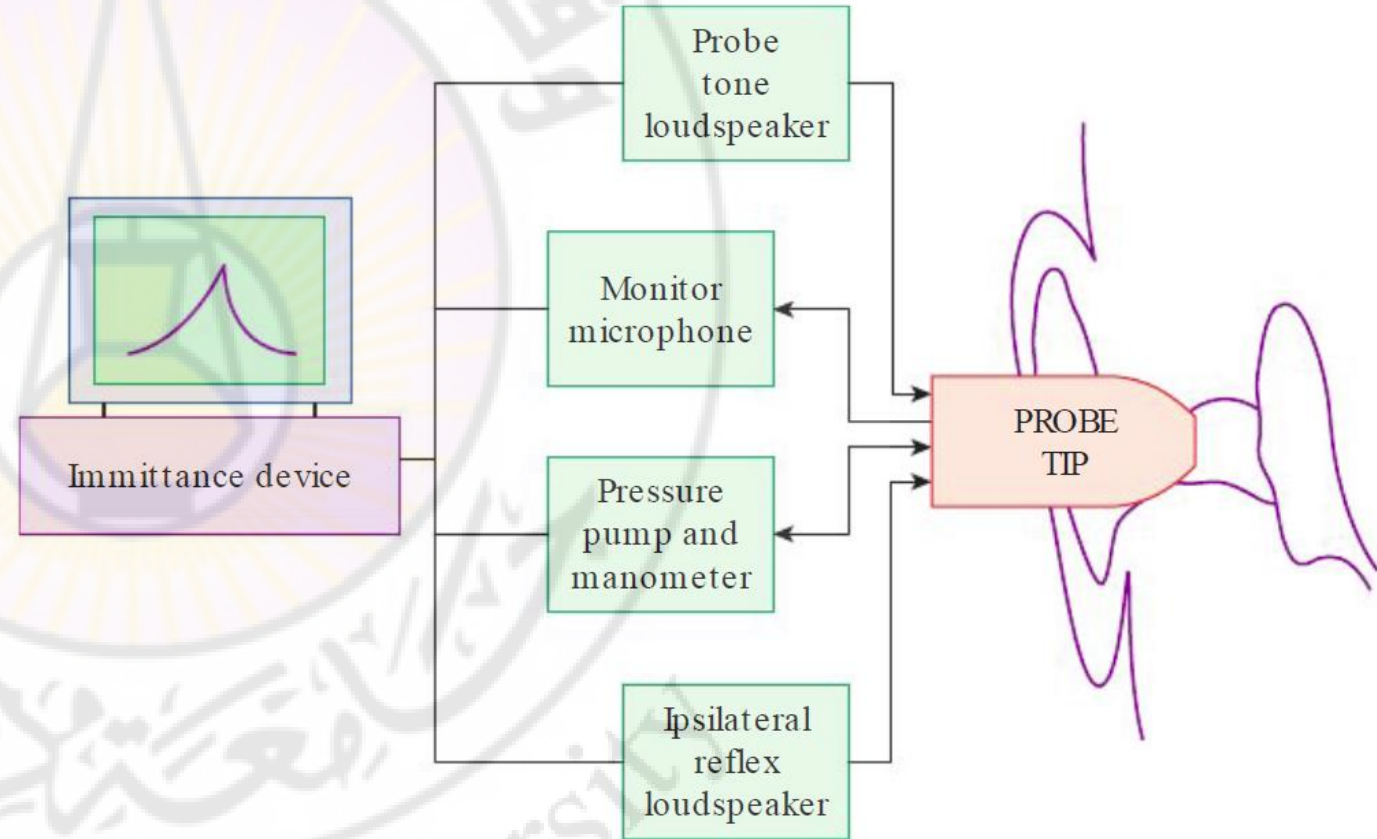 Probe
tone
loudspeaker
Monitor
microphone
Immittance device
Pressure
pump and
manometer
PROBE
TIP
Ipsilateral
reflex
loudspeaker